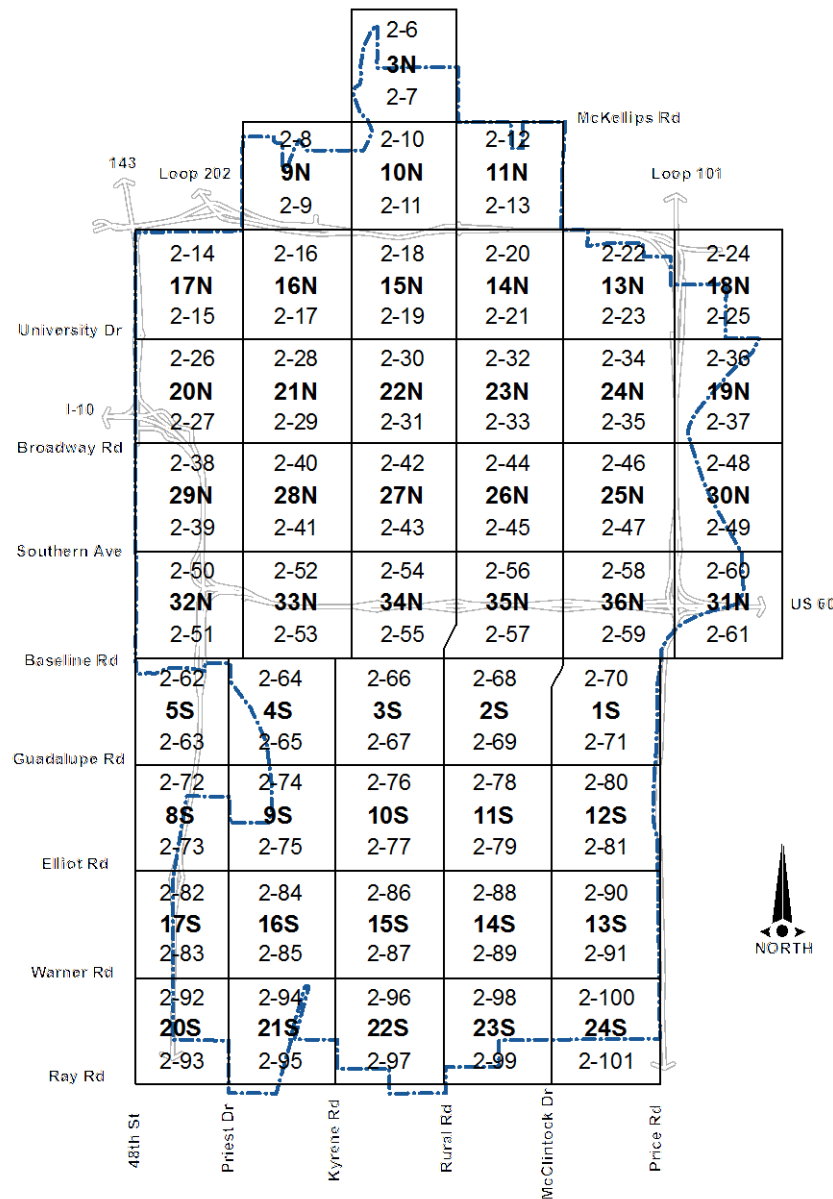 2-6
3N
2-7
McKellips Rd
2-8 2-10 2-12
143 Loop 202 9N 10N 11N Loop 101
2-9 2-11 2-13
2-14 2-16 2-18 2-20 2-22 2-24
17N 16N 15N 14N 13N 18N
2-15 2-17 2-19 2-21 2-23 2-25
University Dr
2-26 2-28 2-30 2-32 2-34 2-36
20N 21N 22N 23N 24N 19N
I-10
2-27 2-29 2-31 2-33 2-35 2-37
Broadway Rd
2-38 2-40 2-42 2-44 2-46 2-48
29N 28N 27N 26N 25N 30N
2-39 2-41 2-43 2-45 2-47 2-49
Southern Ave
2-50 2-52 2-54 2-56 2-58 2-60
32N 33N 34N 35N 36N 31N US 60
2-51 2-53 2-55 2-57 2-59 2-61
Baseline Rd
2-62 2-64 2-66 2-68 2-70
5S 4S 3S 2S 1S
2-63 2-65 2-67 2-69 2-71
Guadalupe Rd
2-72 2-74 2-76 2-78 2-80
8S 9S 10S 11S 12S
2-73 2-75 2-77 2-79 2-81
Elliot Rd
2-82 2-84 2-86 2-88 2-90
17S 16S 15S 14S 13S
2-83 2-85 2-87 2-89 2-91
NORTH
Warner Rd
2-92 2-94 2-96 2-98 2-100
20S 21S 22S 23S 24S
2-93 2-95 2-97 2-99 2-101
Ray Rd
48th St
Priest Dr
Kyrene Rd
Rural Rd
McClintock Dr
Price Rd